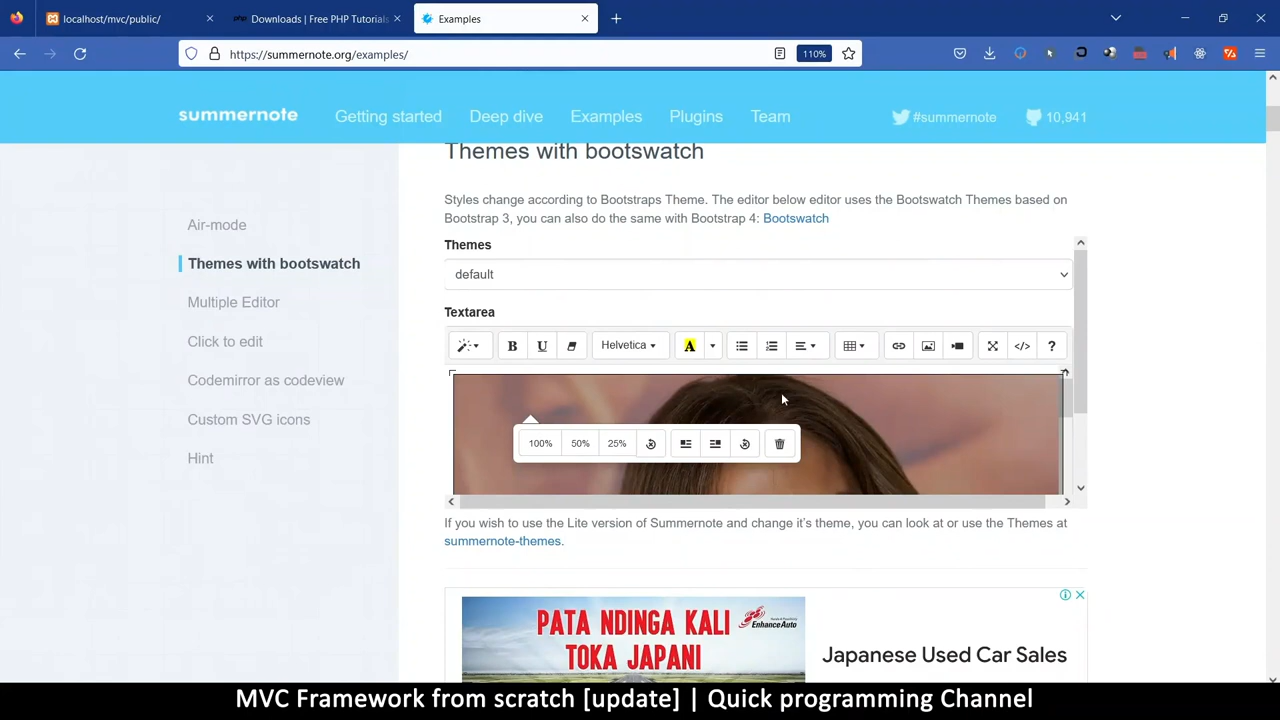 localhost/mvc/public/
php Downloads | Free PHP Tutorials
Examples
https://summernote.org/examples/
110%
summernote
Getting started
Deep dive
Examples
Plugins
Team
#summernote
10,941
Themes with bootswatch
Air-mode
Themes with bootswatch
Multiple Editor
Click to edit
Codemirror as codeview
Custom SVG icons
Hint
Styles change according to Bootstraps Theme. The editor below editor uses the Bootswatch Themes based on
Bootstrap 3, you can also do the same with Bootstrap 4: Bootswatch
Themes
default
Textarea
B U Helvetica A </> ?
100% 50% 25%
If you wish to use the Lite version of Summernote and change it's theme, you can look at or use the Themes at
summernote-themes.
PATA NDINGA KALI
TOKA JAPANI
EnhanceAuto
Japanese Used Car Sales
MVC Framework from scratch [update] | Quick programming Channel